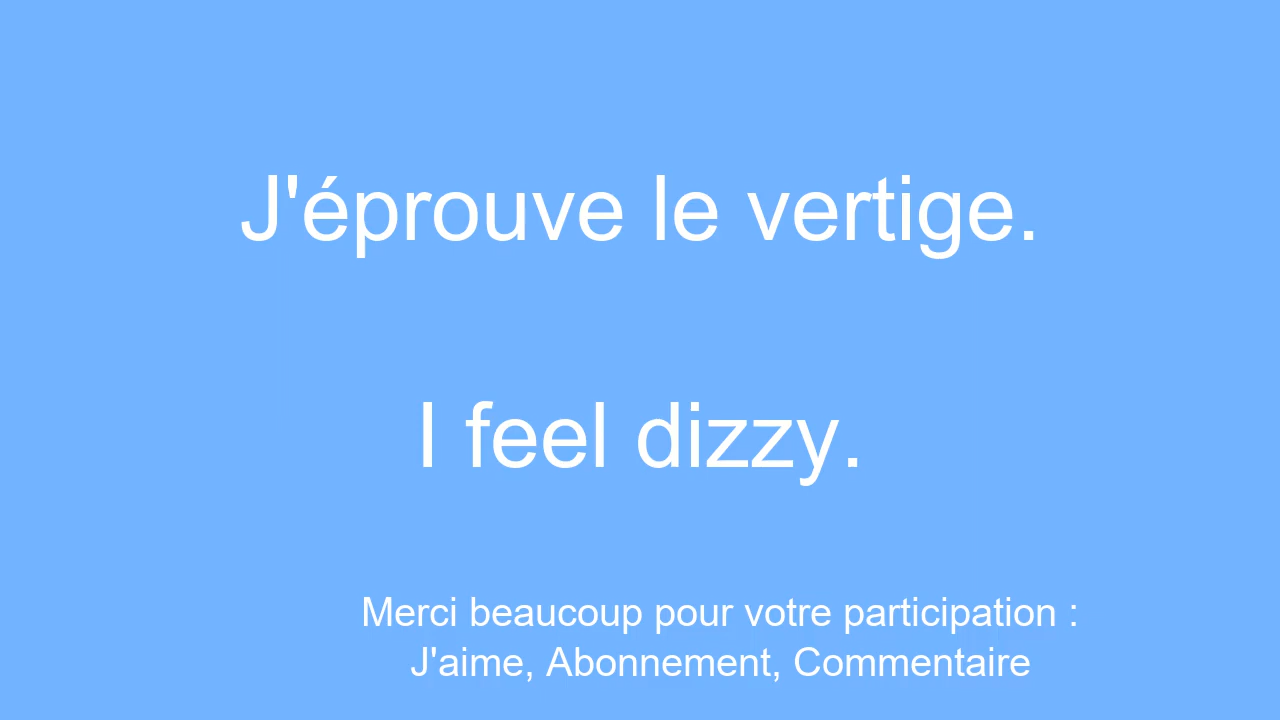 J'éprouve le vertige.
I feel dizzy.
Merci beaucoup pour votre participation :
J'aime, Abonnement, Commentaire